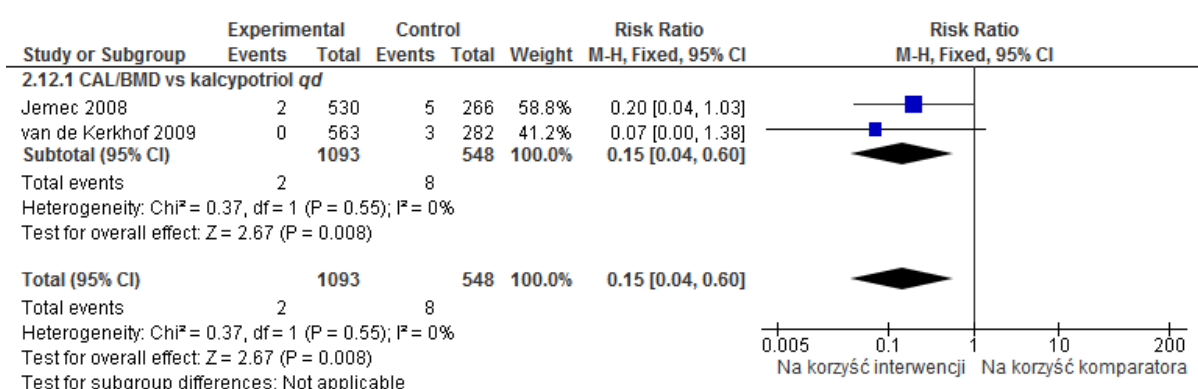 Experimental Control Risk Ratio Risk Ratio
Study or Subgroup Events Total Events Total Weight M-H, Fixed, 95% CI M-H, Fixed, 95% CI
2.12.1 CAL/BMD vs kalcypotriol qd
Jemec 2008 2 530 5 266 58.8% 0.20 [0.04, 1.03]
van de Kerkhof 2009 0 563 3 282 41.2% 0.07 [0.00, 1.38]
Subtotal (95% CI) 1093 548 100.0% 0.15 [0.04, 0.60]
Total events 2 8
Heterogeneity: Chi² = 0.37, df = 1 (P = 0.55); I² = 0%
Test for overall effect: Z = 2.67 (P = 0.008)
Total (95% CI) 1093 548 100.0% 0.15 [0.04, 0.60]
Total events 2 8
Heterogeneity: Chi² = 0.37, df = 1 (P = 0.55); I² = 0%
Test for overall effect: Z = 2.67 (P = 0.008)
Test for subgroup differences: Not applicable
0.005 0.1 1 10 200
Na korzyść interwencji Na korzyść komparatora